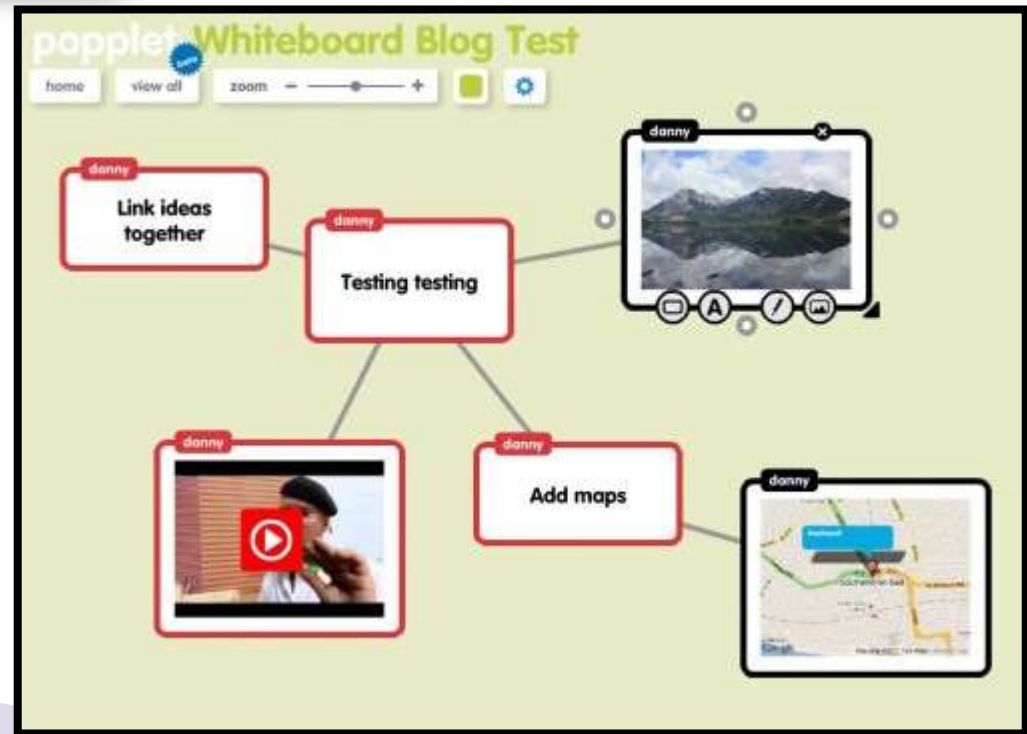 popplet Whiteboard Blog Test
beta
home view all zoom - +
danny
Link ideas
together
danny
Testing testing
danny
A
danny
danny
Add maps
danny
Google